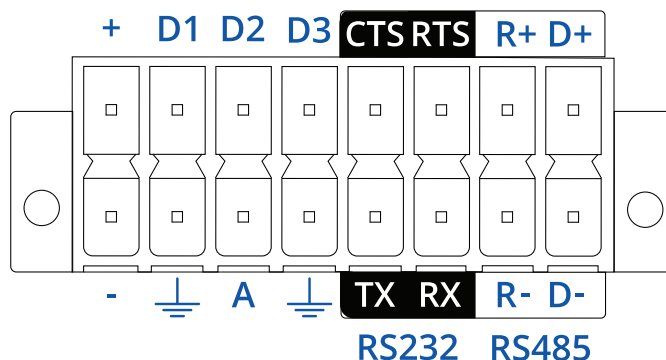 + D1 D2 D3 CTS RTS R+ D+
- ⏚ A ⏚ TX RX R- D-
RS232 RS485